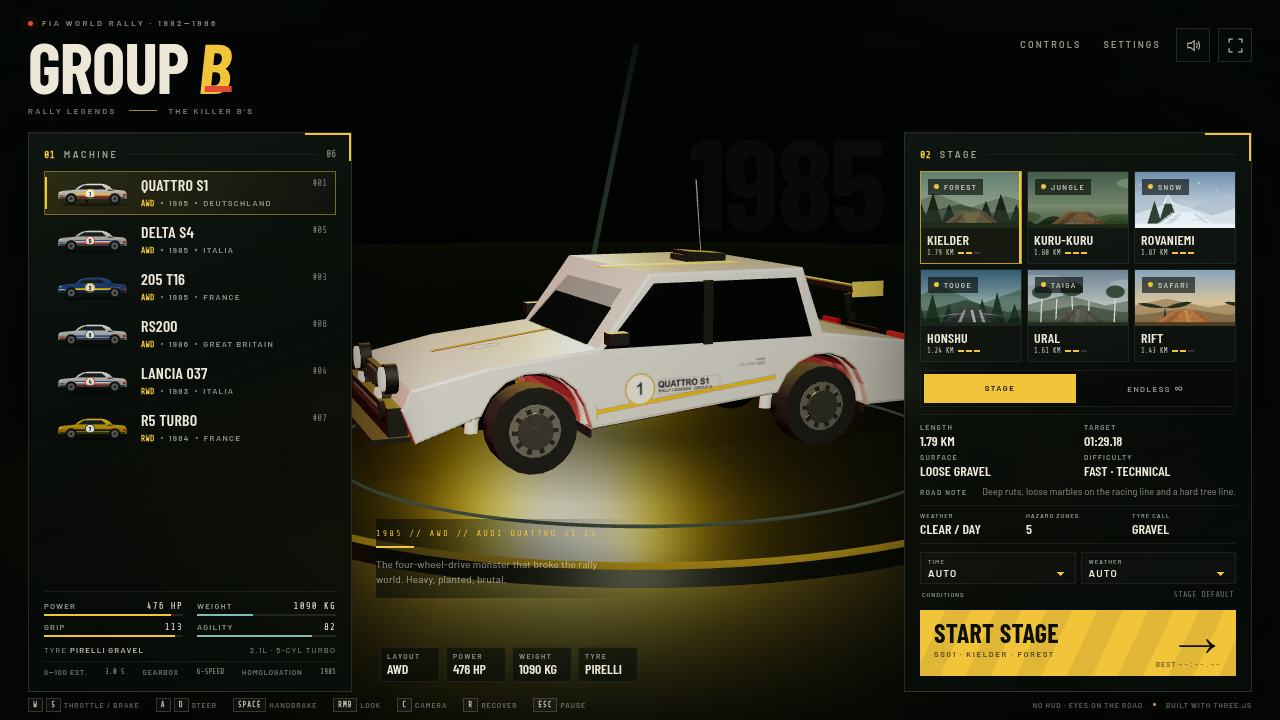 FIA WORLD RALLY · 1982—1986
GROUP B
RALLY LEGENDS — THE KILLER B'S
CONTROLS SETTINGS
01 MACHINE 06
QUATTRO S1 #01
AWD • 1985 • DEUTSCHLAND
DELTA S4 #05
AWD • 1985 • ITALIA
205 T16 #03
AWD • 1985 • FRANCE
RS200 #08
AWD • 1986 • GREAT BRITAIN
LANCIA 037 #04
RWD • 1983 • ITALIA
R5 TURBO #07
RWD • 1984 • FRANCE
POWER 476 HP WEIGHT 1090 KG
GRIP 113 AGILITY 82
TYRE PIRELLI GRAVEL 2.1L · 5-CYL TURBO
0—100 EST. 3.0 S GEARBOX 6-SPEED HOMOLOGATION 1985
1985
1 QUATTRO S1
RALLY LEGENDS · GROUP B
1985 // AWD // AUDI QUATTRO S1 E2
The four-wheel-drive monster that broke the rally
world. Heavy, planted, brutal.
LAYOUT POWER WEIGHT TYRE
AWD 476 HP 1090 KG PIRELLI
02 STAGE
FOREST JUNGLE SNOW
KIELDER KURU-KURU ROVANIEMI
1.79 KM 1.80 KM 1.87 KM
TOUGE TAIGA SAFARI
HONSHU URAL RIFT
1.24 KM 1.61 KM 1.43 KM
STAGE ENDLESS ∞
LENGTH TARGET
1.79 KM 01:29.18
SURFACE DIFFICULTY
LOOSE GRAVEL FAST · TECHNICAL
ROAD NOTE Deep ruts, loose marbles on the racing line and a hard tree line.
WEATHER HAZARD ZONES TYRE CALL
CLEAR / DAY 5 GRAVEL
TIME WEATHER
AUTO AUTO
CONDITIONS STAGE DEFAULT
START STAGE →
SS01 · KIELDER · FOREST
BEST --:--.--
W S THROTTLE / BRAKE A D STEER SPACE HANDBRAKE RMB LOOK C CAMERA R RECOVER ESC PAUSE
NO HUD · EYES ON THE ROAD • BUILT WITH THREE.JS